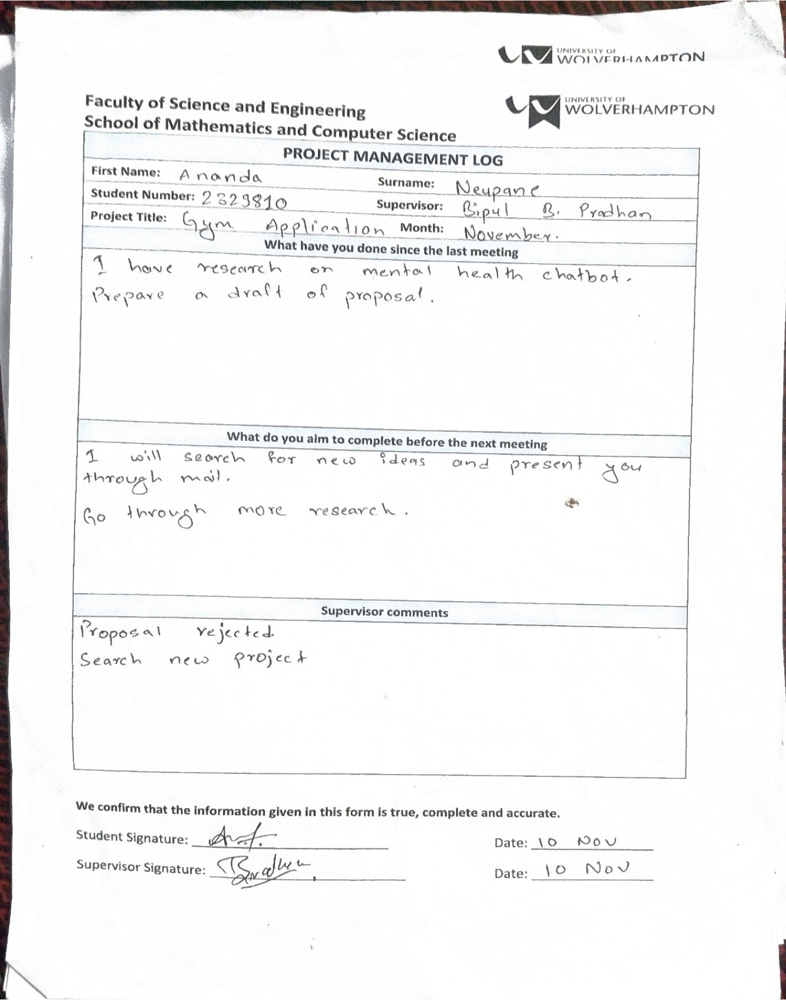 UNIVERSITY OF
WOLVERHAMPTON
UNIVERSITY OF
WOLVERHAMPTON
Faculty of Science and Engineering
School of Mathematics and Computer Science
PROJECT MANAGEMENT LOG
First Name: Ananda Surname: Neupane
Student Number: 2329810 Supervisor: Bipul B. Pradhan
Project Title: Gym Application Month: November.
What have you done since the last meeting
I have research on mental health chatbot.
Prepare a draft of proposal.
What do you aim to complete before the next meeting
I will search for new ideas and present you
through mail.
Go through more research.
Supervisor comments
Proposal rejected.
Search new project
We confirm that the information given in this form is true, complete and accurate.
Student Signature: Date: 10 NOV
Supervisor Signature: Date: 10 NOV